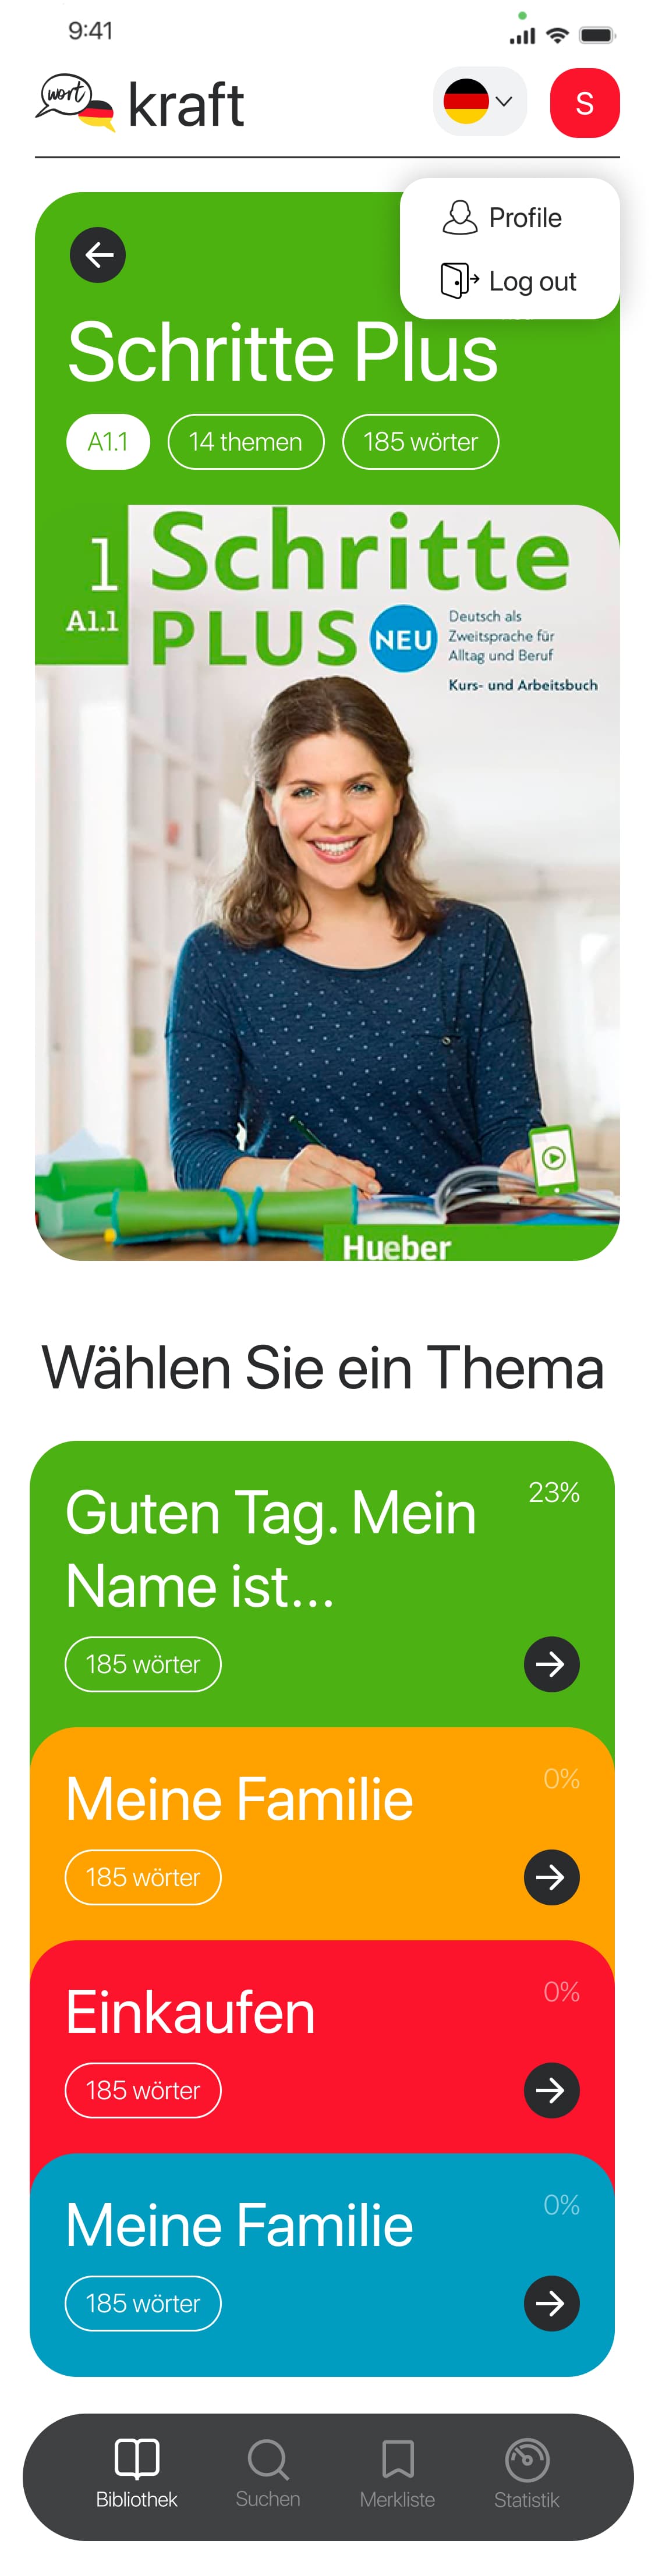 9:41
wort
kraft
S
Profile
Log out
Schritte Plus
A1.1
14 themen
185 wörter
1
A1.1
Schritte
PLUS NEU
Deutsch als
Zweitsprache für
Alltag und Beruf
Kurs- und Arbeitsbuch
Hueber
Wählen Sie ein Thema
Guten Tag. Mein
Name ist...
23%
185 wörter
Meine Familie
0%
185 wörter
Einkaufen
0%
185 wörter
Meine Familie
0%
185 wörter
Bibliothek
Suchen
Merkliste
Statistik